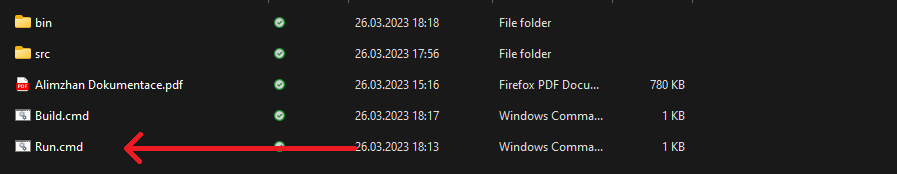 bin 26.03.2023 18:18 File folder
src 26.03.2023 17:56 File folder
PDF Alimzhan Dokumentace.pdf 26.03.2023 15:16 Firefox PDF Docu... 780 KB
Build.cmd 26.03.2023 18:17 Windows Comma... 1 KB
Run.cmd 26.03.2023 18:13 Windows Comma... 1 KB